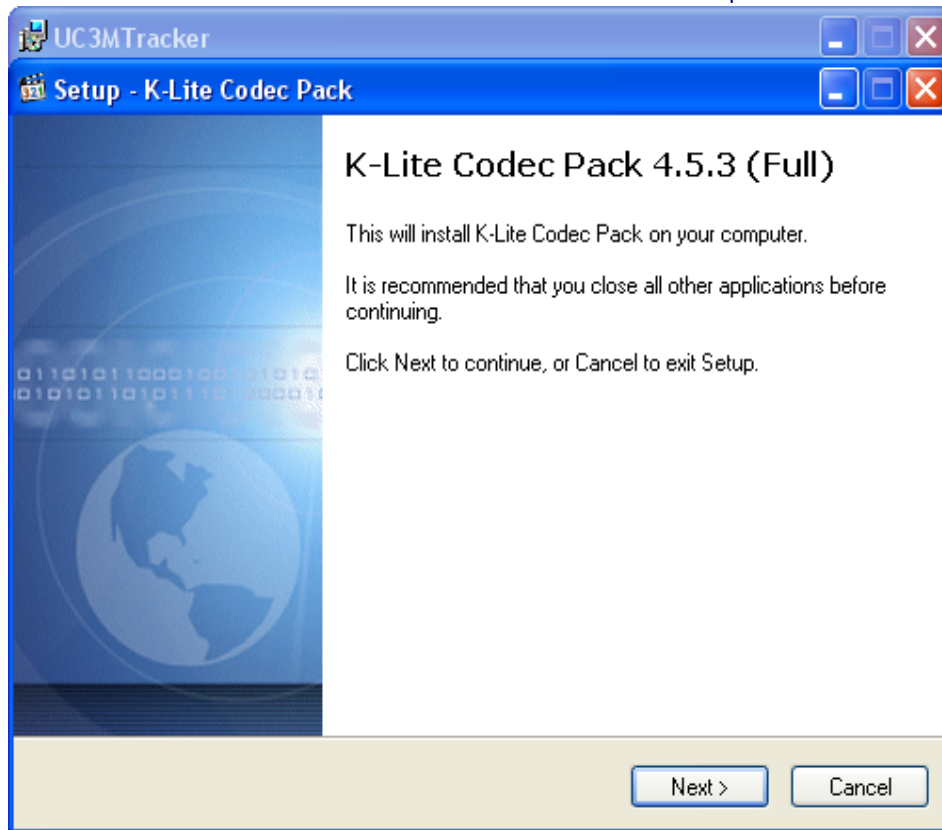 UC3MTracker
Setup - K-Lite Codec Pack
K-Lite Codec Pack 4.5.3 (Full)
This will install K-Lite Codec Pack on your computer.
It is recommended that you close all other applications before
continuing.
Click Next to continue, or Cancel to exit Setup.
Next >
Cancel